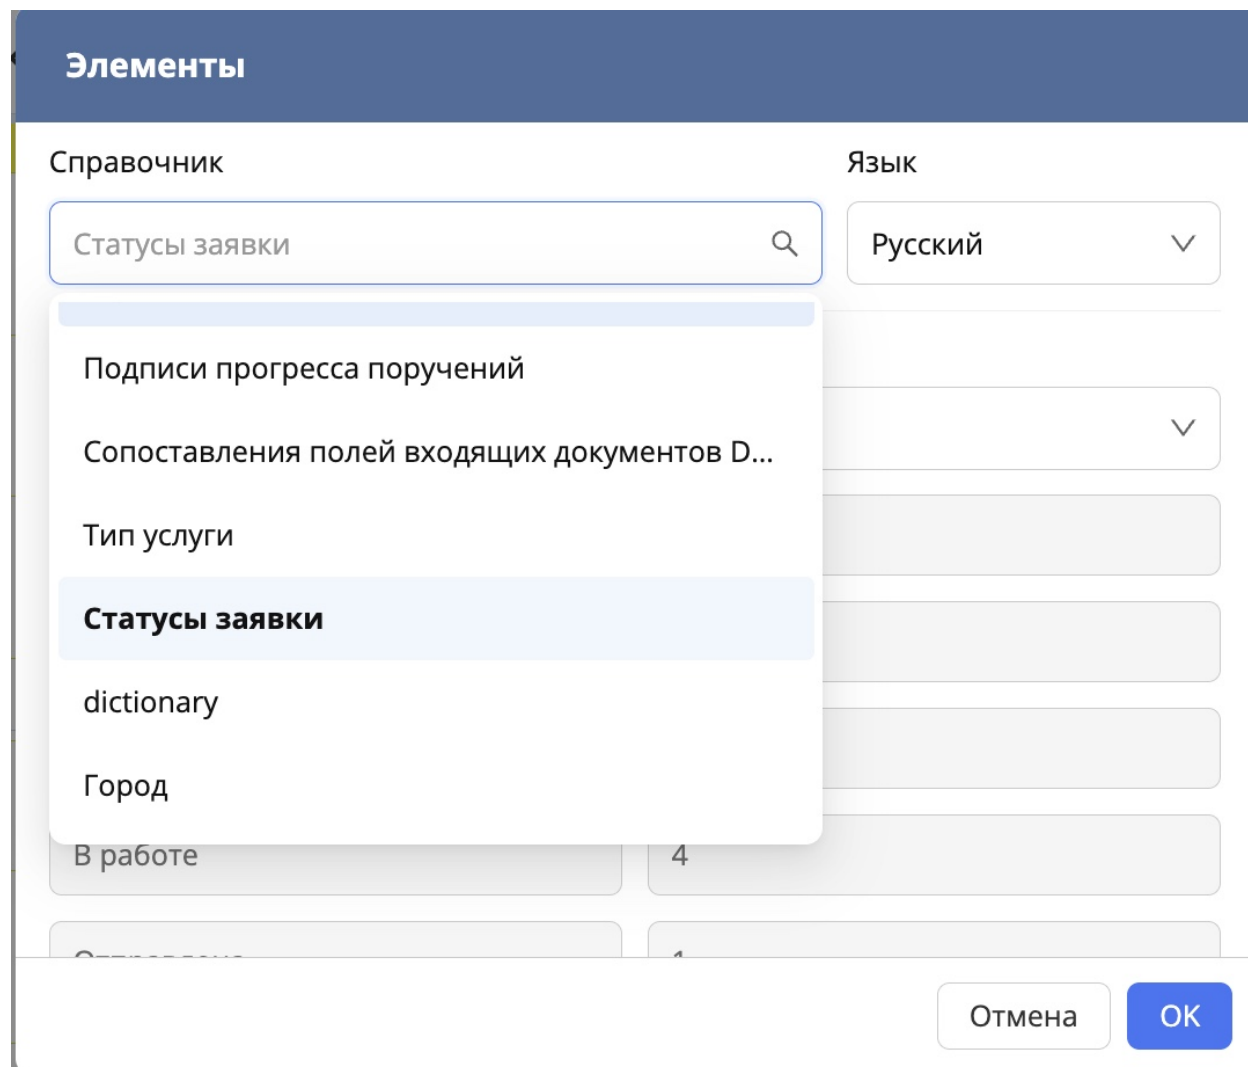 Элементы
Справочник
Язык
Статусы заявки
Русский
Подписи прогресса поручений
Сопоставления полей входящих документов D...
Тип услуги
Статусы заявки
dictionary
Город
В работе
4
Отмена
OK